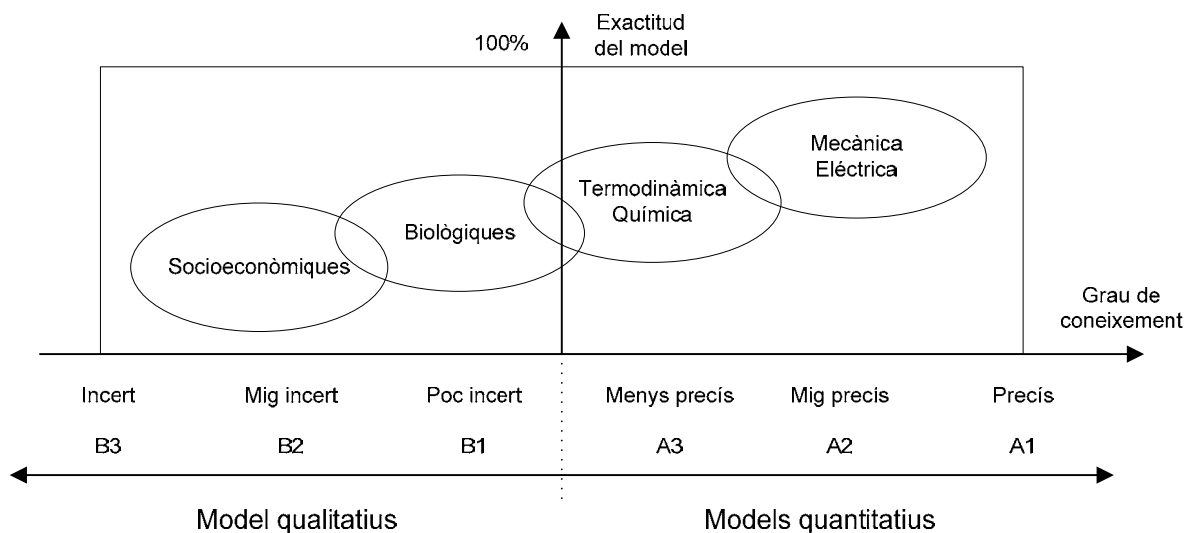 Exactitud
del model
100%
Mecànica
Eléctrica
Termodinàmica
Química
Biològiques
Socioeconòmiques
Grau de
coneixement
Incert
Mig incert
Poc incert
Menys precís
Mig precis
Precís
B3
B2
B1
A3
A2
A1
Model qualitatius
Models quantitatius